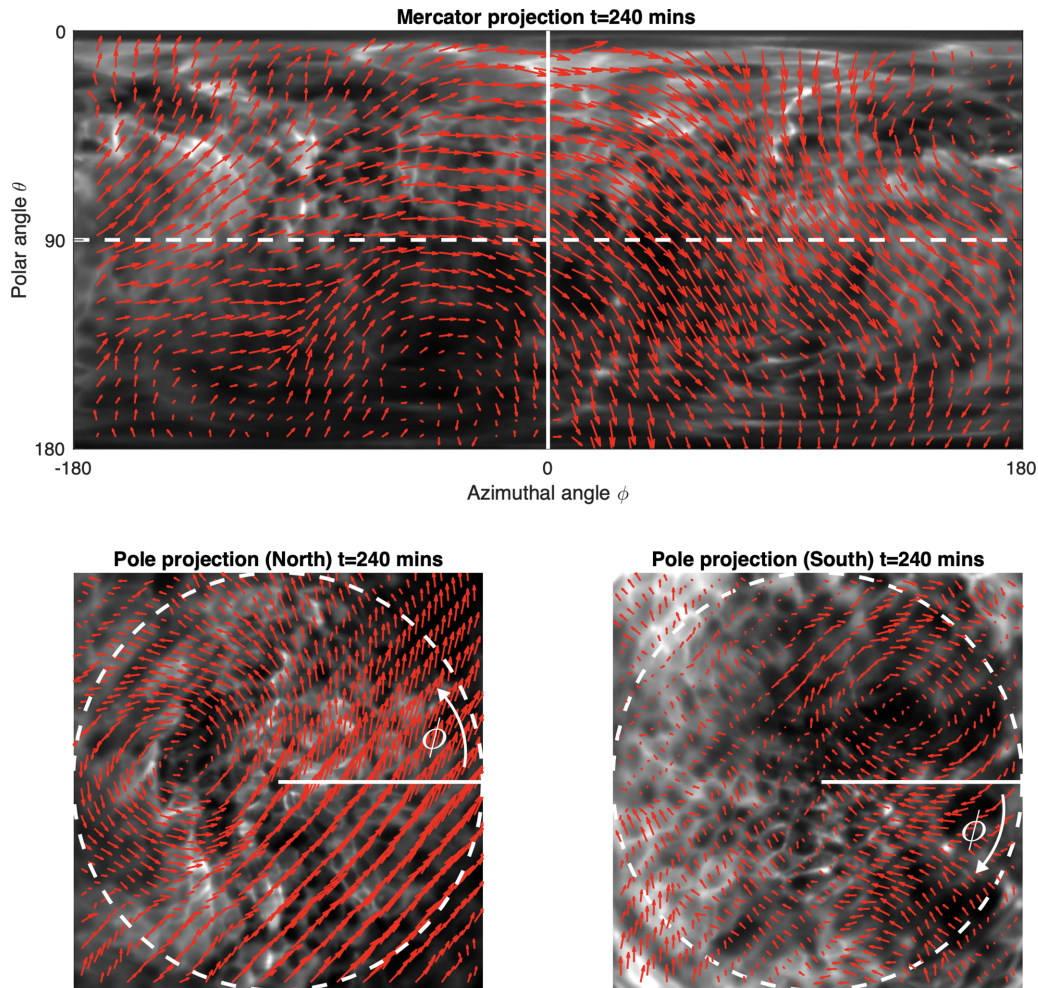 Mercator projection t=240 mins
0
Polar angle θ
90
180
-180
0
180
Azimuthal angle ϕ
Pole projection (North) t=240 mins
Pole projection (South) t=240 mins
ϕ
ϕ